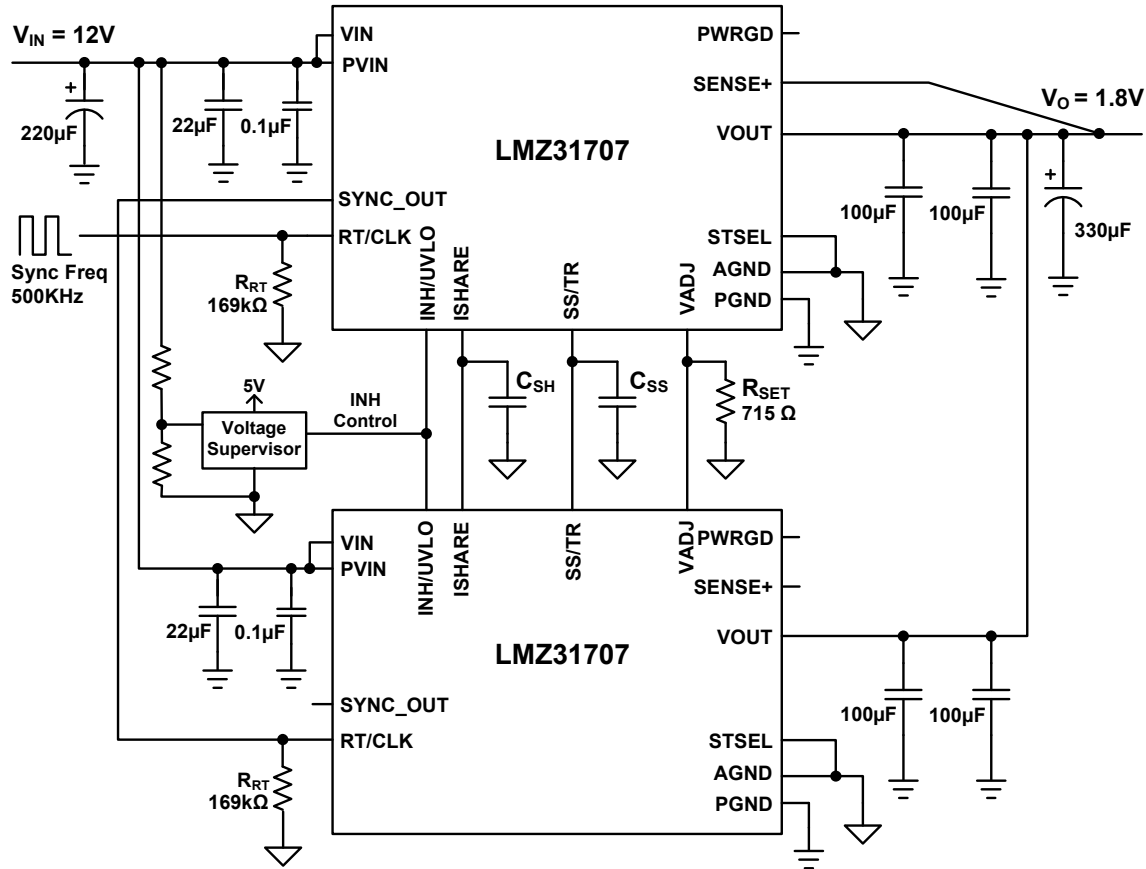 V_IN = 12V
220µF
22µF
0.1µF
VIN
PVIN
SYNC_OUT
RT/CLK
LMZ31707
PWRGD
SENSE+
VOUT
STSEL
AGND
PGND
INH/UVLO
ISHARE
SS/TR
VADJ
V_O = 1.8V
100µF
100µF
330µF
Sync Freq
500KHz
R_RT
169kΩ
C_SH
C_SS
R_SET
715 Ω
5V
Voltage
Supervisor
INH
Control
INH/UVLO
ISHARE
SS/TR
VADJ
VIN
PVIN
22µF
0.1µF
SYNC_OUT
RT/CLK
R_RT
169kΩ
LMZ31707
PWRGD
SENSE+
VOUT
STSEL
AGND
PGND
100µF
100µF